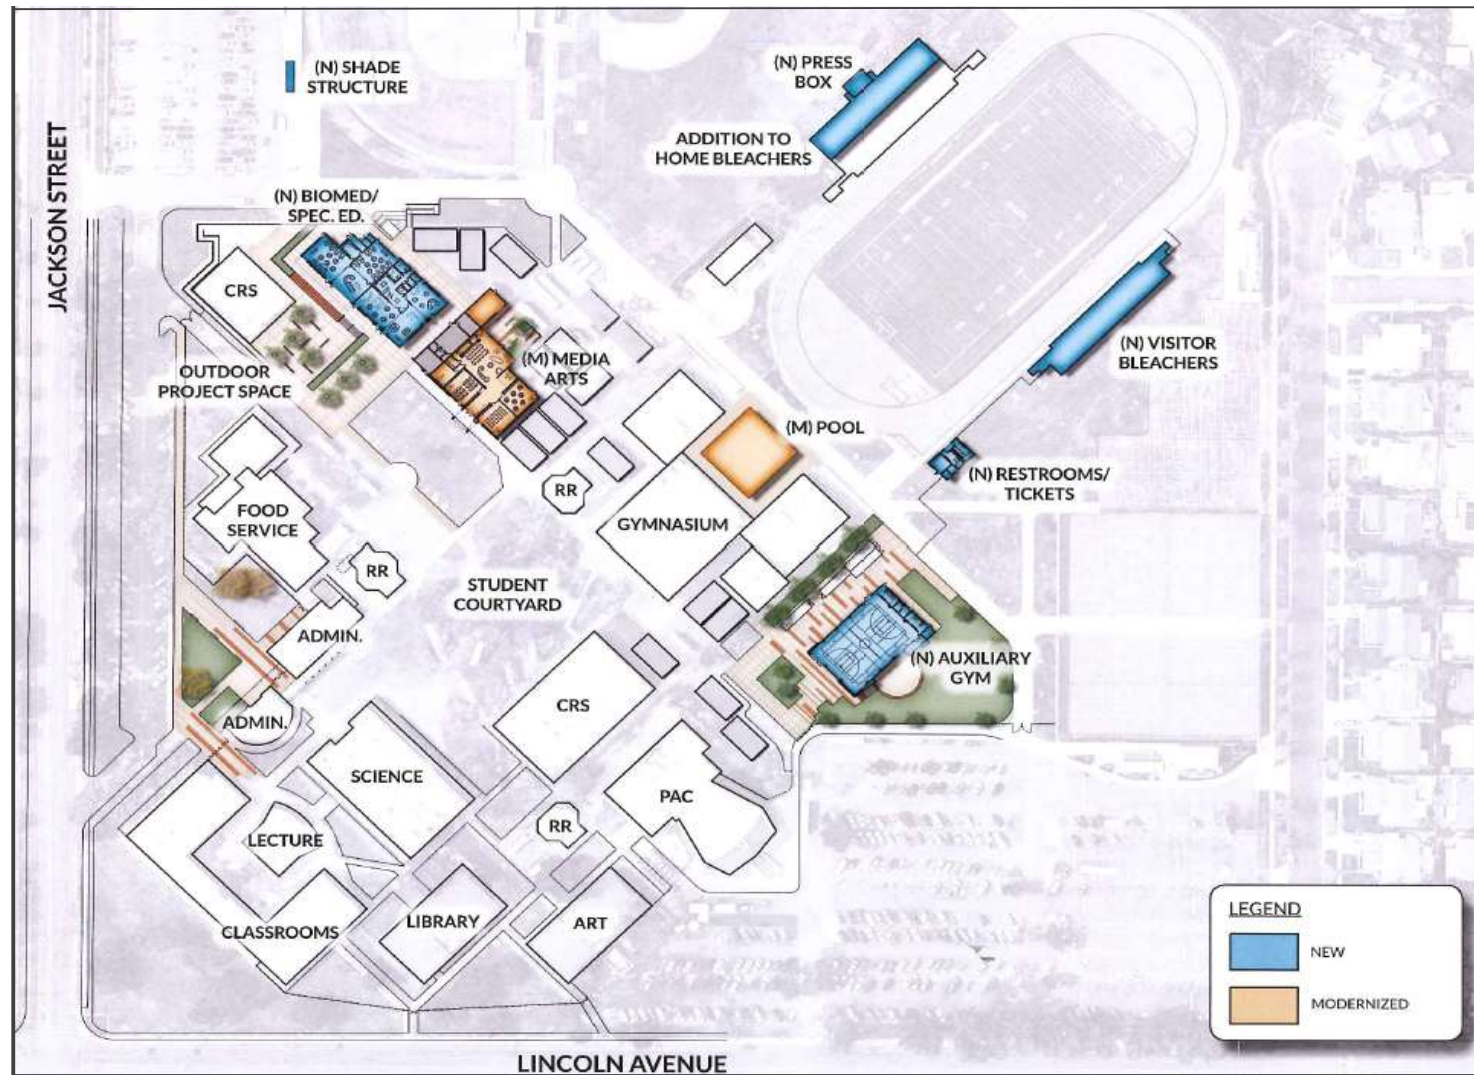 (N) SHADE
STRUCTURE
(N) PRESS
BOX
ADDITION TO
HOME BLEACHERS
JACKSON STREET
(N) BIOMED/
SPEC. ED.
CRS
OUTDOOR
PROJECT SPACE
(M) MEDIA
ARTS
(N) VISITOR
BLEACHERS
(M) POOL
(N) RESTROOMS/
TICKETS
RR
FOOD
SERVICE
GYMNASIUM
RR
STUDENT
COURTYARD
ADMIN.
(N) AUXILIARY
GYM
CRS
ADMIN.
SCIENCE
PAC
RR
LECTURE
CLASSROOMS
LIBRARY
ART
LEGEND
NEW
MODERNIZED
LINCOLN AVENUE